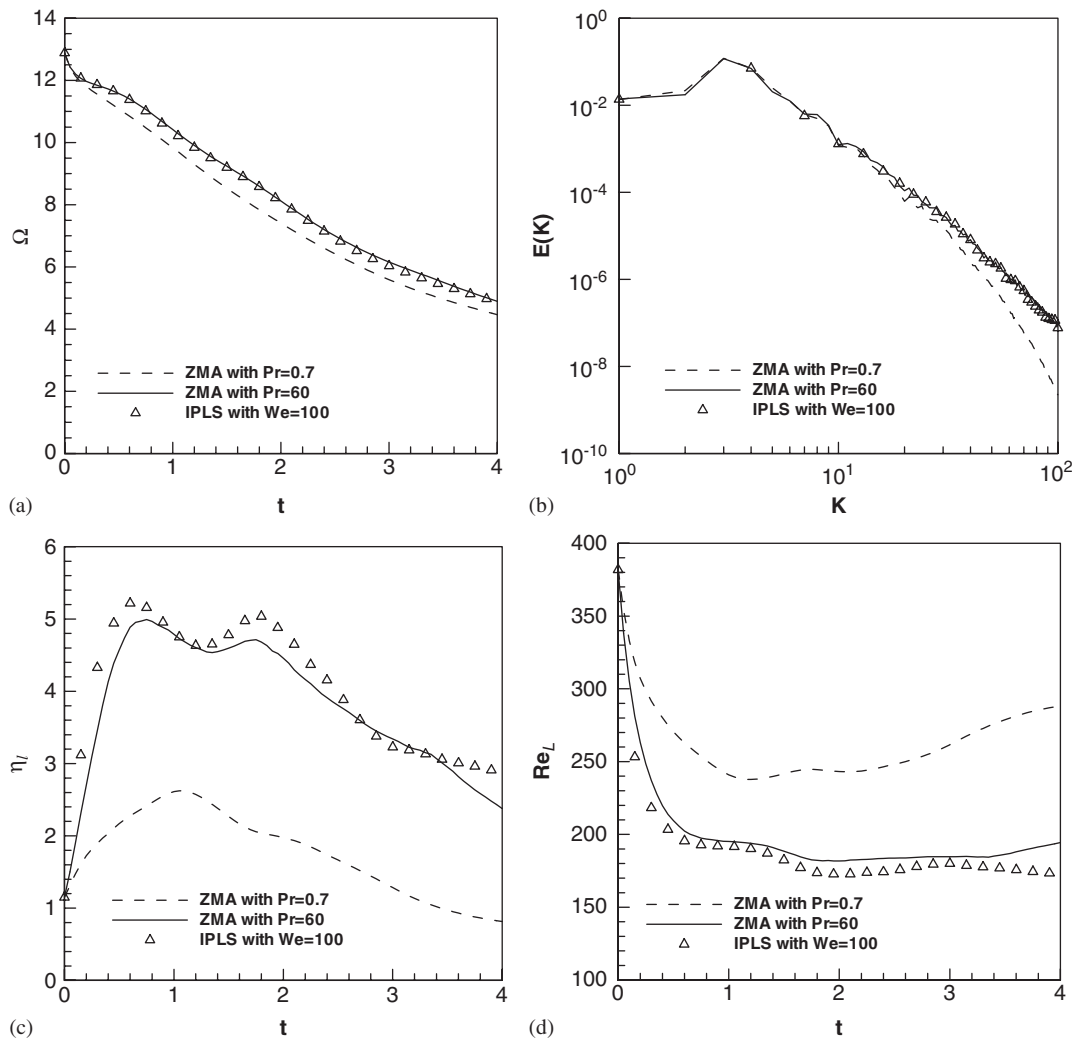 14
12
10
8
6
4
2
0
Ω
ZMA with Pr=0.7
ZMA with Pr=60
IPLS with We=100
0 1 2 3 4
t
(a)
10^0
10^-2
10^-4
10^-6
10^-8
10^-10
E(K)
ZMA with Pr=0.7
ZMA with Pr=60
IPLS with We=100
10^0 10^1 10^2
K
(b)
6
5
4
3
2
1
0
η_l
ZMA with Pr=0.7
ZMA with Pr=60
IPLS with We=100
0 1 2 3 4
t
(c)
400
350
300
250
200
150
100
Re_L
ZMA with Pr=0.7
ZMA with Pr=60
IPLS with We=100
0 1 2 3 4
t
(d)